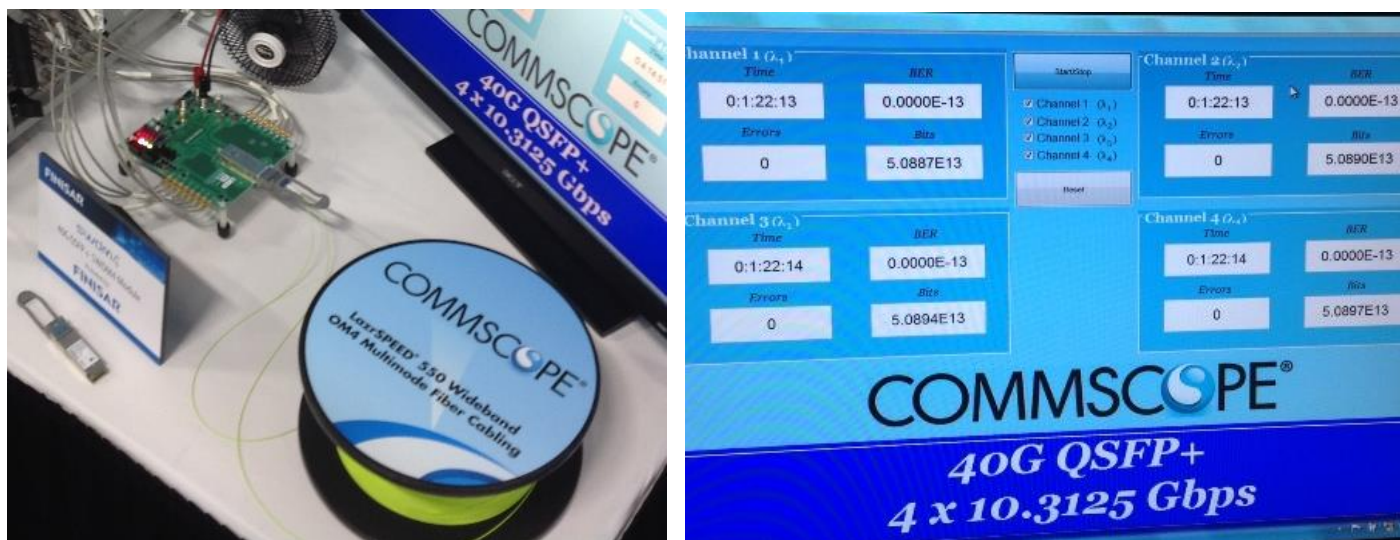 COMMSCOPE®
40G QSFP+
4 x 10.3125 Gbps
acer
FINISAR
FINISAR
COMMSCOPE®
LazrSPEED® 550 Wideband
OM4 Multimode Fiber Cabling
hannel 1 (λ1)
Time
BER
0:1:22:13
0.0000E-13
Errors
Bits
0
5.0887E13
Start/Stop
Channel 1 (λ1)
Channel 2 (λ2)
Channel 3 (λ3)
Channel 4 (λ4)
Reset
Channel 2
Time
BER
0:1:22:13
0.0000E-13
Errors
Bits
0
5.0890E13
Channel 3
Time
BER
0:1:22:14
0.0000E-13
Errors
Bits
0
5.0894E13
Channel 4
Time
BER
0:1:22:14
0.0000E-13
Errors
Bits
0
5.0897E13
COMMSCOPE®
40G QSFP+
4 x 10.3125 Gbps